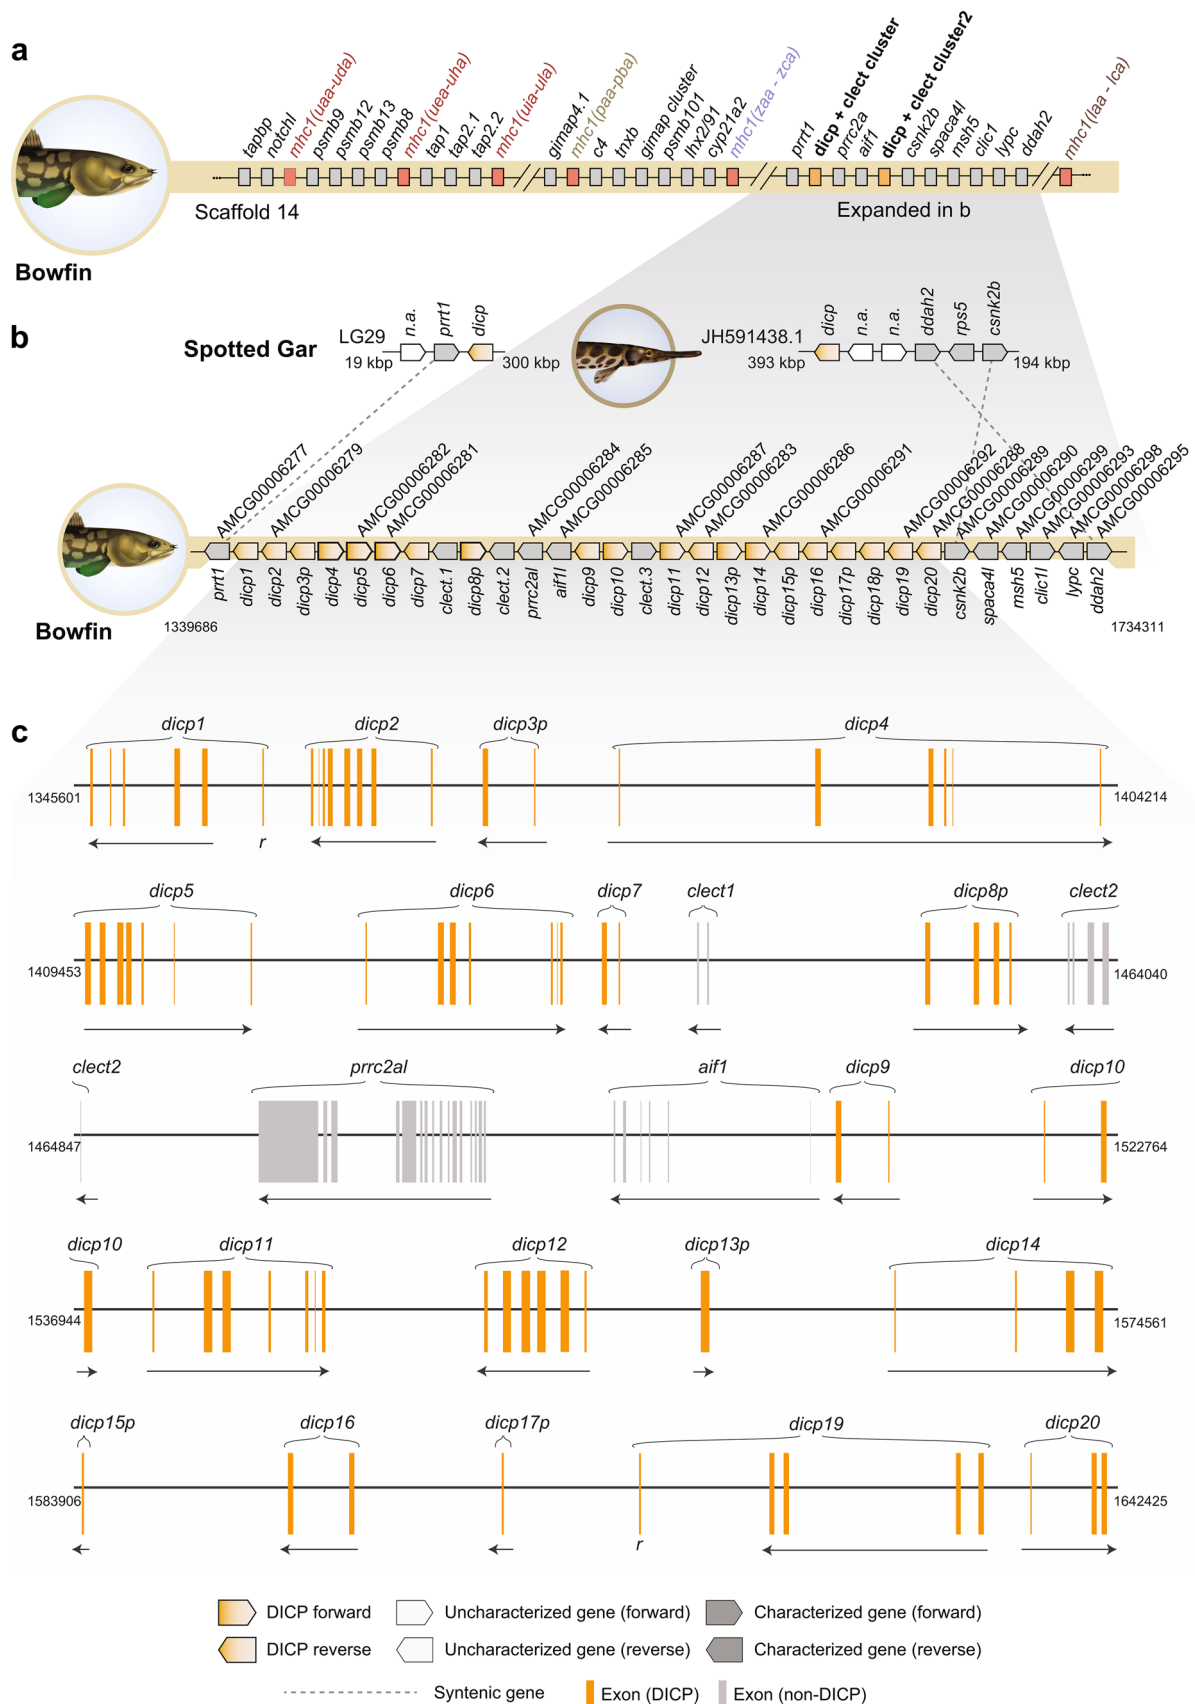 a
tapbp
notchl
mhc1(uaa-uda)
psmb9
psmb12
psmb13
psmb8
mhc1(uea-uha)
tap1
tap2.1
tap2.2
mhc1(uia-ula)
gimap4.1
mhc1(paa-pba)
c4
tnxb
gimap cluster
psmb101
lhx2/91
cyp21a2
mhc1(zaa - zca)
prt1
dicp + clect cluster
prrc2a
aif1
dicp + clect cluster2
csnk2b
spaca4l
msh5
clic1
lypc
ddah2
mhc1(laa - lca)
Scaffold 14
Expanded in b
Bowfin
b
Spotted Gar
LG29
19 kbp
n.a.
prrt1
dicp
300 kbp
JH591438.1
393 kbp
dicp
n.a.
n.a.
ddah2
rps5
csnk2b
194 kbp
AMCG00006277
AMCG00006279
AMCG00006282
AMCG00006281
AMCG00006284
AMCG00006285
AMCG00006287
AMCG00006283
AMCG00006286
AMCG00006291
AMCG00006292
AMCG00006288
AMCG00006289
AMCG00006290
AMCG00006299
AMCG00006293
AMCG00006298
AMCG00006295
prrt1
dicp1
dicp2
dicp3p
dicp4
dicp5
dicp6
dicp7
clect.1
dicp8p
clect.2
prrc2al
aif1l
dicp9
dicp10
clect.3
dicp11
dicp12
dicp13p
dicp14
dicp15p
dicp16
dicp17p
dicp18p
dicp19
dicp20
csnk2b
spaca4l
msh5
clic1l
lypc
ddah2
Bowfin
1339686
1734311
c
dicp1 dicp2 dicp3p dicp4
1345601 1404214
r
dicp5 dicp6 dicp7 clect1 dicp8p clect2
1409453 1464040
clect2 prrc2al aif1 dicp9 dicp10
1464847 1522764
dicp10 dicp11 dicp12 dicp13p dicp14
1536944 1574561
dicp15p dicp16 dicp17p dicp19 dicp20
1583906 1642425
r
DICP forward Uncharacterized gene (forward) Characterized gene (forward)
DICP reverse Uncharacterized gene (reverse) Characterized gene (reverse)
Syntenic gene Exon (DICP) Exon (non-DICP)